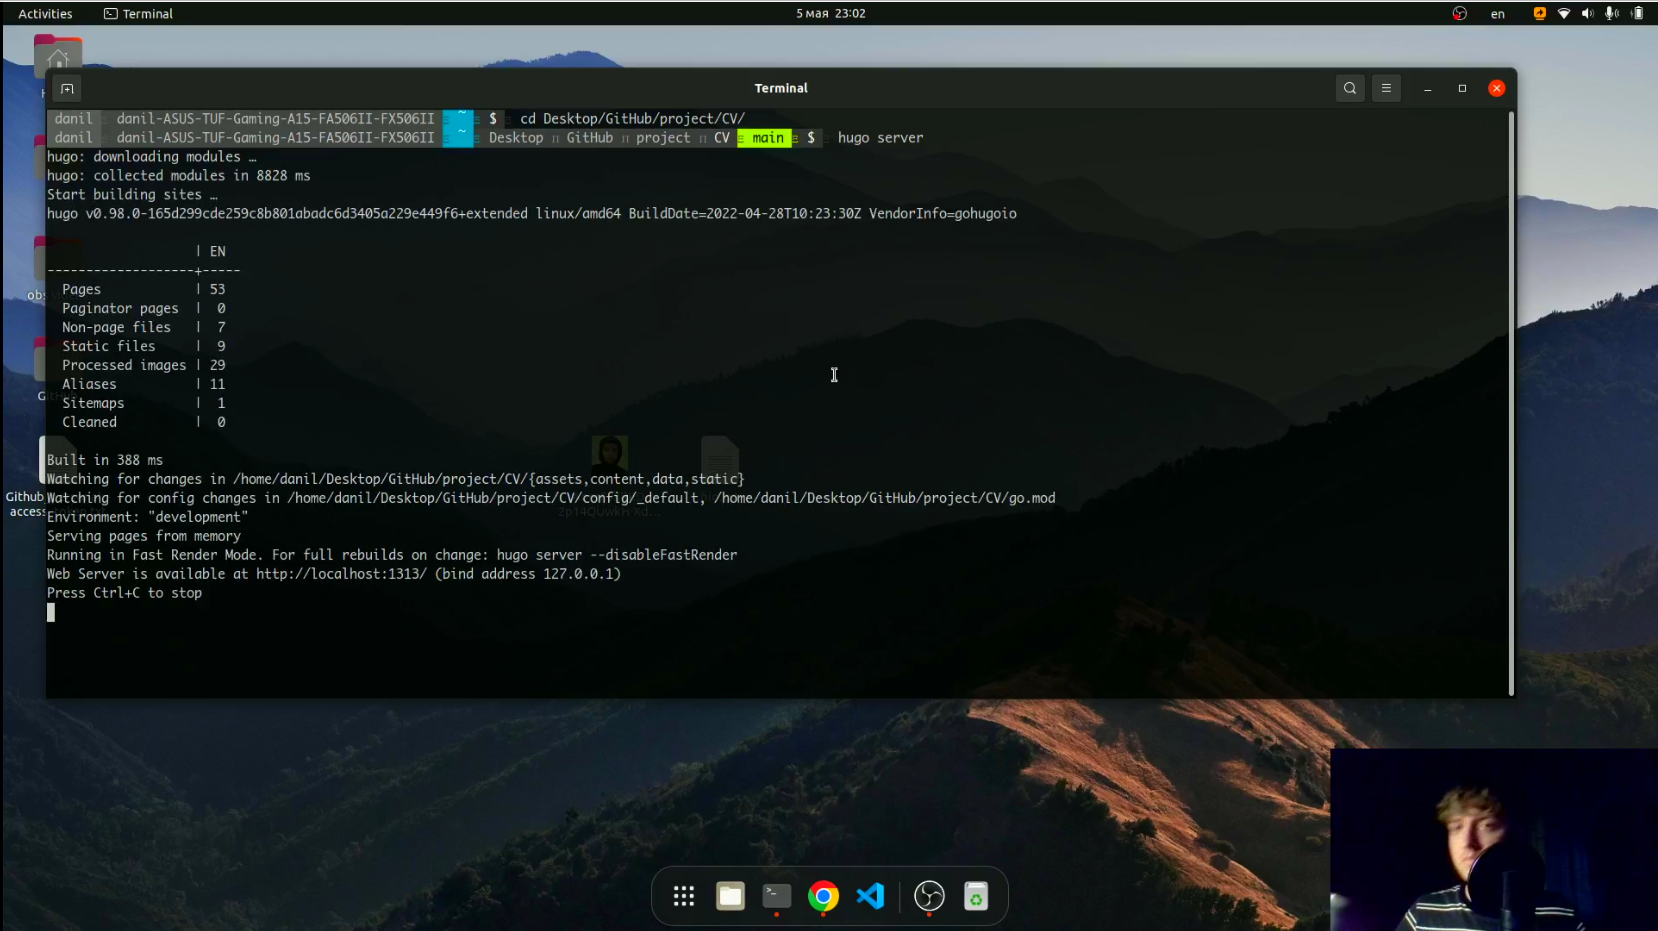 Activities Terminal 5 мая 23:02 en
Terminal
danil danil-ASUS-TUF-Gaming-A15-FA506II-FX506II ~ $ cd Desktop/GitHub/project/CV/
danil danil-ASUS-TUF-Gaming-A15-FA506II-FX506II ~ Desktop GitHub project CV main $ hugo server
hugo: downloading modules …
hugo: collected modules in 8828 ms
Start building sites …
hugo v0.98.0-165d299cde259c8b801abadc6d3405a229e449f6+extended linux/amd64 BuildDate=2022-04-28T10:23:30Z VendorInfo=gohugoio
| EN
-------------------+-----
Pages | 53
Paginator pages | 0
Non-page files | 7
Static files | 9
Processed images | 29
Aliases | 11
Sitemaps | 1
Cleaned | 0
Built in 388 ms
Watching for changes in /home/danil/Desktop/GitHub/project/CV/{assets,content,data,static}
Watching for config changes in /home/danil/Desktop/GitHub/project/CV/config/_default, /home/danil/Desktop/GitHub/project/CV/go.mod
Environment: "development"
Serving pages from memory
Running in Fast Render Mode. For full rebuilds on change: hugo server --disableFastRender
Web Server is available at http://localhost:1313/ (bind address 127.0.0.1)
Press Ctrl+C to stop
Github